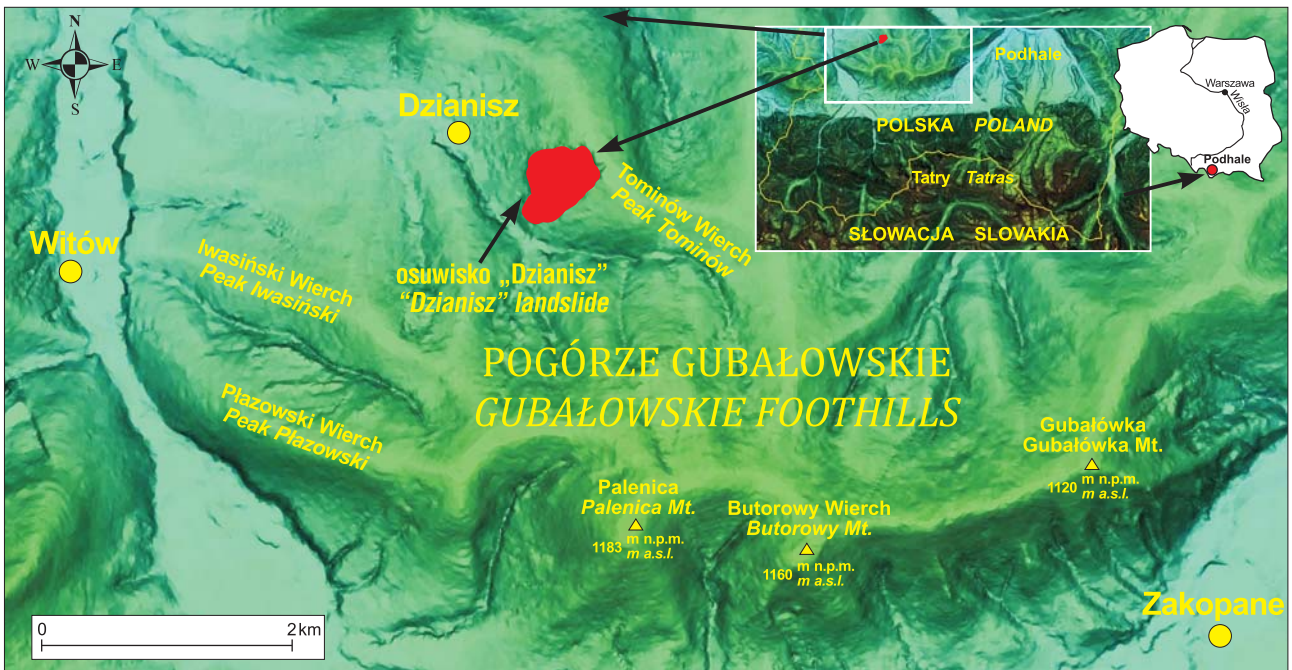 N
W E
S
Dzianisz
Witów
Iwasiński Wierch
Peak Iwasiński
Płazowski Wierch
Peak Płazowski
osuwisko „Dzianisz”
“Dzianisz” landslide
Tominów Wierch
Peak Tominów
POGÓRZE GUBAŁOWSKIE
GUBAŁOWSKIE FOOTHILLS
Palenica
Palenica Mt.
1183 m n.p.m.
m a.s.l.
Butorowy Wierch
Butorowy Mt.
1160 m n.p.m.
m a.s.l.
Gubałówka
Gubałówka Mt.
1120 m n.p.m.
m a.s.l.
Zakopane
0 2 km
Podhale
POLSKA POLAND
Tatry Tatras
SŁOWACJA SLOVAKIA
Warszawa
Wisła
Podhale